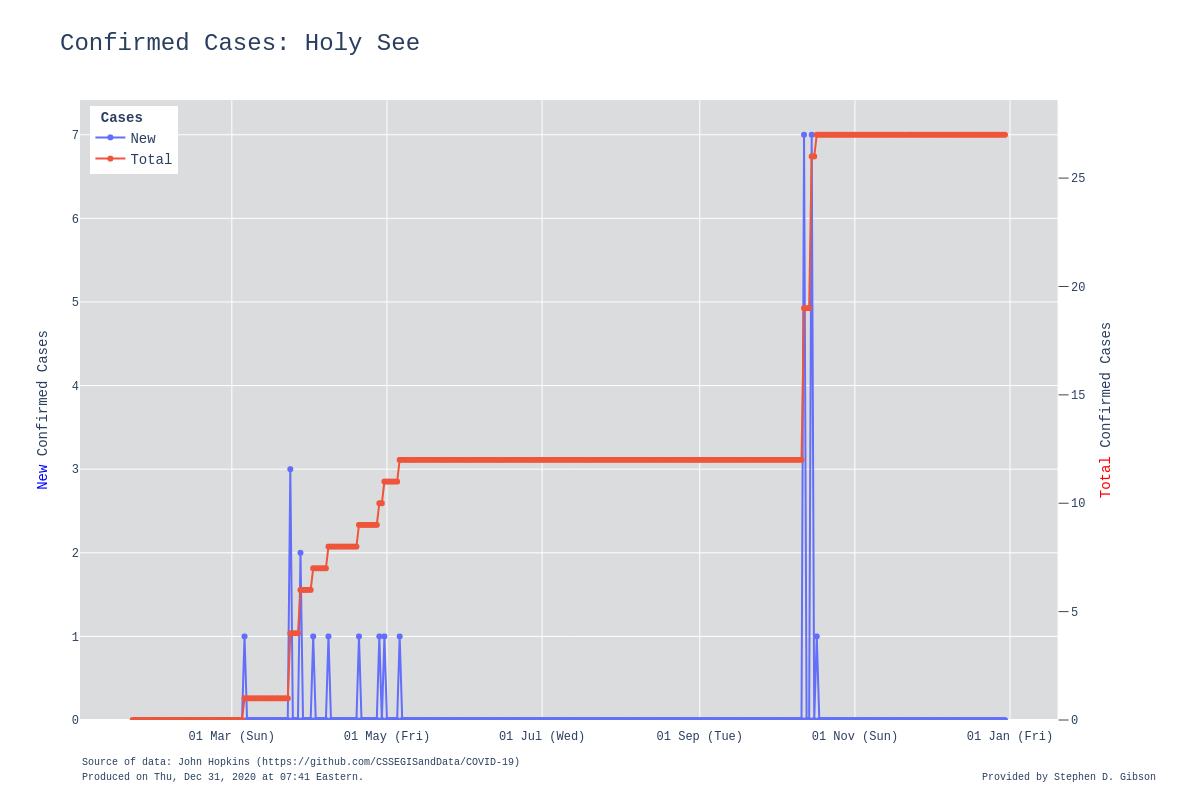 Confirmed Cases: Holy See
Cases
New
Total
7
6
5
4
3
2
1
0
25
20
15
10
5
0
New Confirmed Cases
Total Confirmed Cases
01 Mar (Sun)
01 May (Fri)
01 Jul (Wed)
01 Sep (Tue)
01 Nov (Sun)
01 Jan (Fri)
Source of data: John Hopkins (https://github.com/CSSEGISandData/COVID-19)
Produced on Thu, Dec 31, 2020 at 07:41 Eastern.
Provided by Stephen D. Gibson